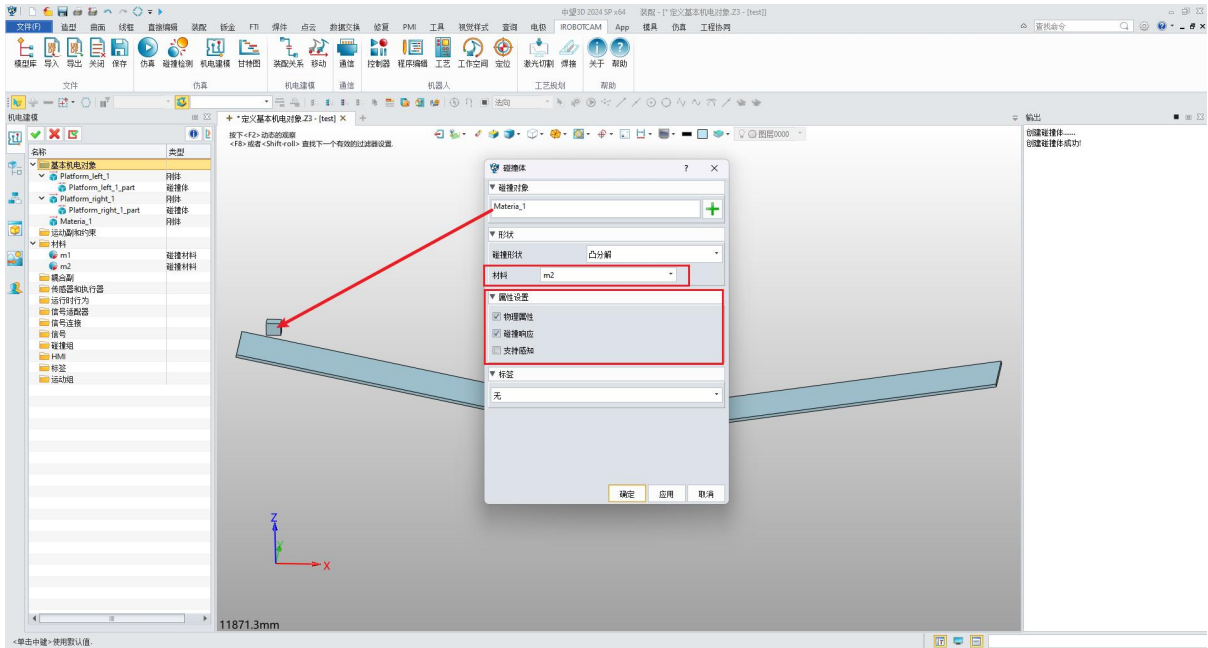 中望3D 2024 SP x64 装配 - [* 定义基本机电对象.Z3 - [test]]
文件(F) 造型 曲面 线框 直接编辑 装配 钣金 FTI 焊件 点云 数据交换 修复 PMI 工具 视觉样式 查询 电极 IROBOTCAM App 模具 仿真 工程协同 查找命令
模型库 导入 导出 关闭 保存 仿真 碰撞检测 机电建模 甘特图 装配关系 移动 通信 控制器 程序编辑 工艺 工作空间 定位 激光切割 焊接 关于 帮助
文件 仿真 机电建模 通信 机器人 工艺规划 帮助
法向
机电建模
+ * 定义基本机电对象.Z3 - [test] × +
输出
按下<F2>动态的观察
<F8>或者<Shift-roll> 查找下一个有效的过滤器设置.
图层0000
创建碰撞体......
创建碰撞体成功!
名称 类型
基本机电对象
Platform_left_1 刚体
Platform_left_1_part 碰撞体
Platform_right_1 刚体
Platform_right_1_part 碰撞体
Materia_1 刚体
运动副和约束
材料
m1 碰撞材料
m2 碰撞材料
耦合副
传感器和执行器
运行时行为
信号适配器
信号连接
信号
碰撞组
HMI
标签
运动组
碰撞体 ? ×
碰撞对象
Materia_1
形状
碰撞形状 凸分解
材料 m2
属性设置
物理属性
碰撞响应
支持感知
标签
无
确定 应用 取消
Z
Y
X
11871.3mm
<单击中键>使用默认值.